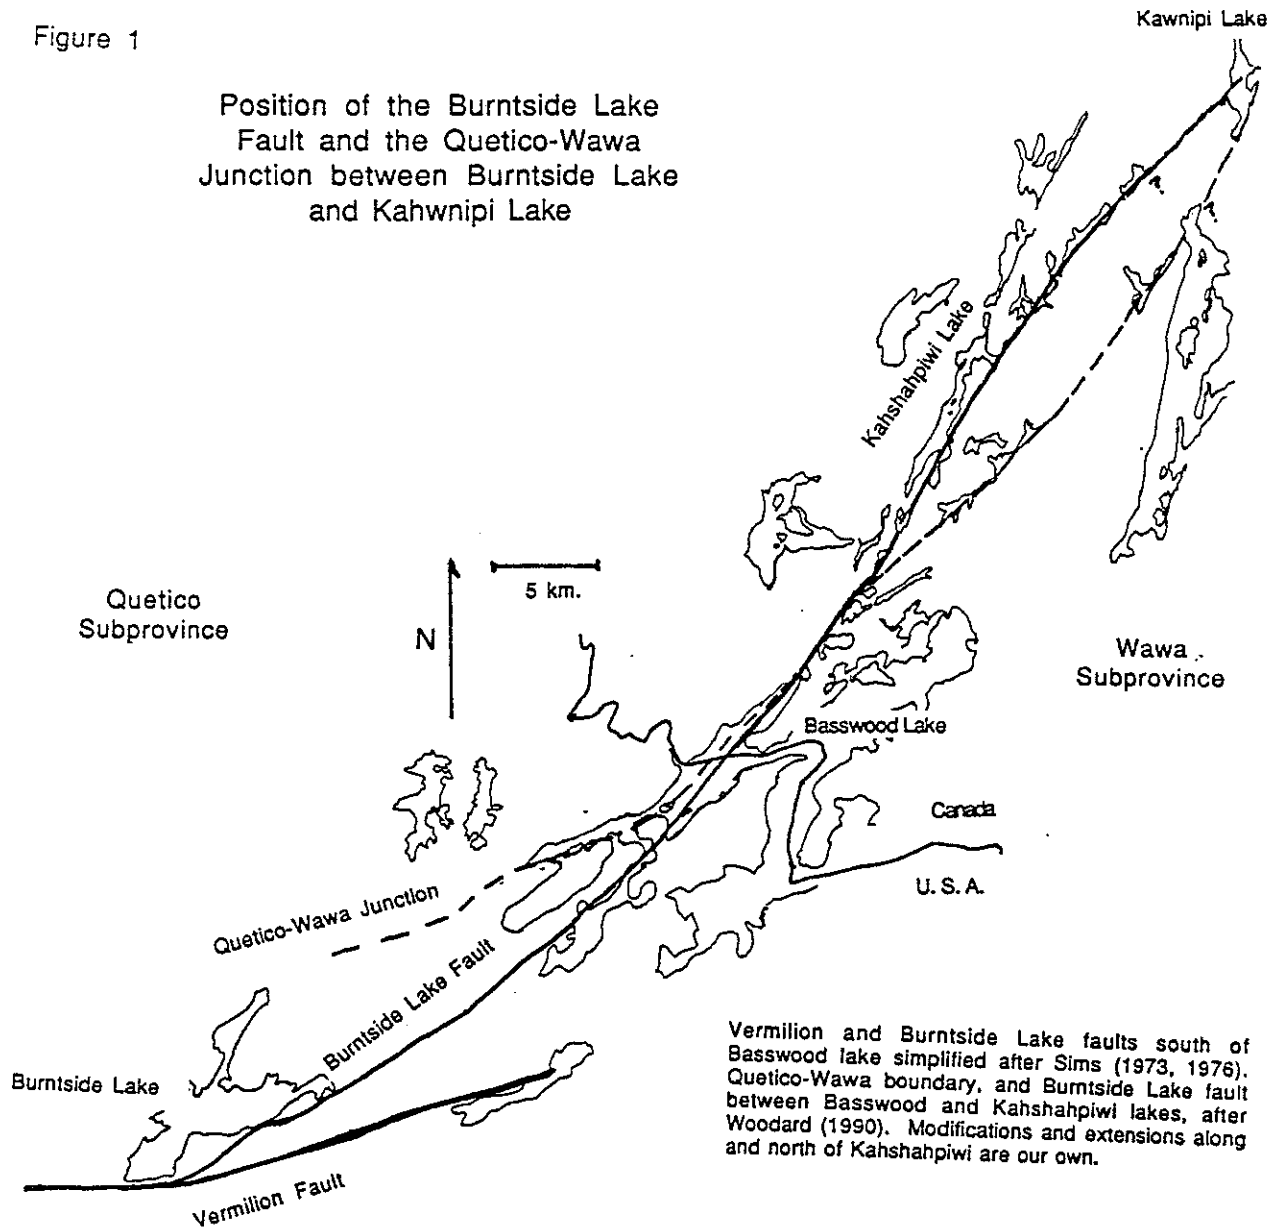 Figure 1
Kawnipi Lake
Position of the Burntside Lake
Fault and the Quetico-Wawa
Junction between Burntside Lake
and Kahwnipi Lake
?
?
Kahshahpiwi Lake
5 km.
Quetico
Subprovince
N
Wawa
Subprovince
Basswood Lake
Canada
U.S.A.
Quetico-Wawa Junction
Burntside Lake Fault
Burntside Lake
Vermilion Fault
Vermilion and Burntside Lake faults south of
Basswood lake simplified after Sims (1973, 1976).
Quetico-Wawa boundary, and Burntside Lake fault
between Basswood and Kahshahpiwi lakes, after
Woodard (1990). Modifications and extensions along
and north of Kahshahpiwi are our own.